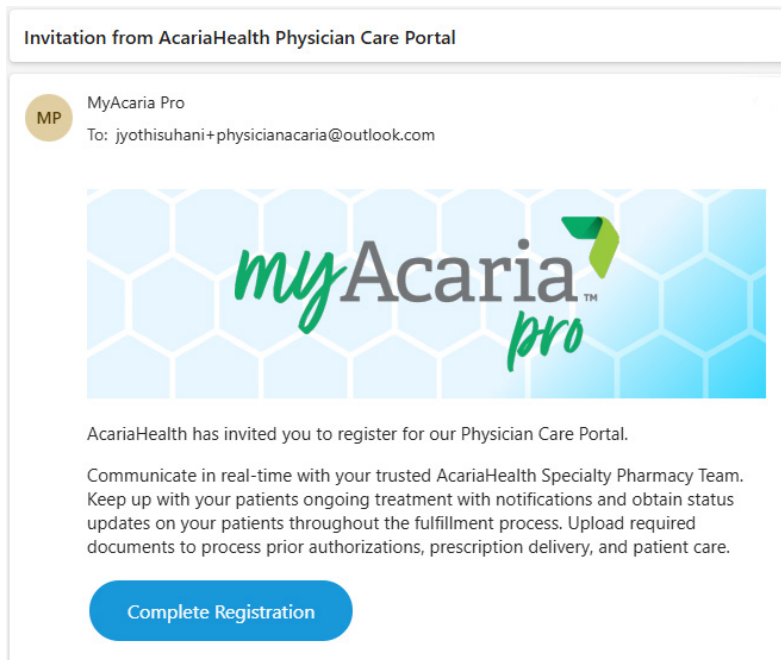 Invitation from AcariaHealth Physician Care Portal
MP
MyAcaria Pro
To: jyothisuhani+physicianacaria@outlook.com
myAcaria™
pro
AcariaHealth has invited you to register for our Physician Care Portal.
Communicate in real-time with your trusted AcariaHealth Specialty Pharmacy Team.
Keep up with your patients ongoing treatment with notifications and obtain status
updates on your patients throughout the fulfillment process. Upload required
documents to process prior authorizations, prescription delivery, and patient care.
Complete Registration